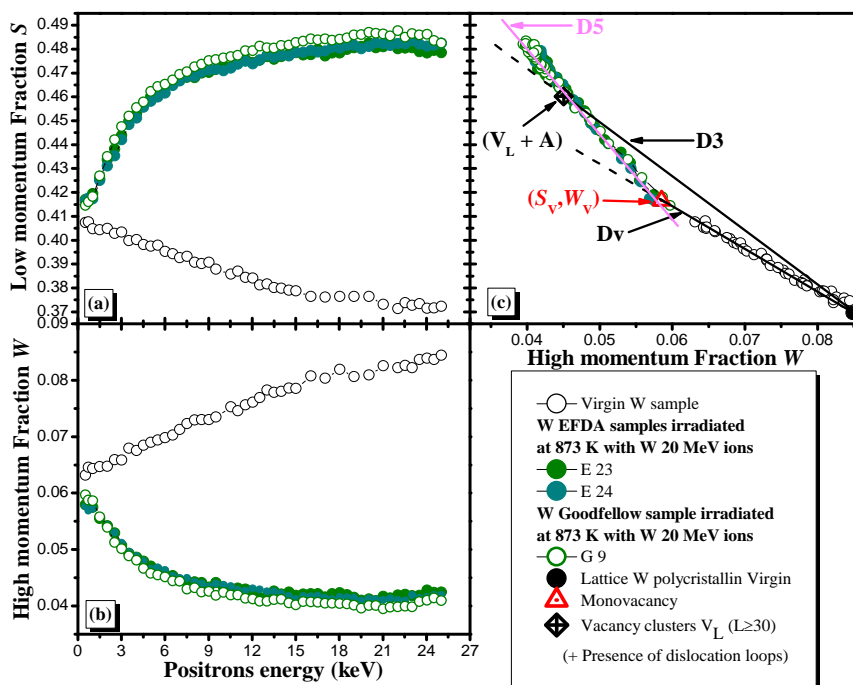 Low momentum Fraction S
0.49
0.48
0.47
0.46
0.45
0.44
0.43
0.42
0.41
0.40
0.39
0.38
0.37
(a)
D5
(V_L + A)
D3
(S_V,W_V)
Dv
(c)
0.04 0.05 0.06 0.07 0.08
High momentum Fraction W
High momentum Fraction W
0.09
0.08
0.07
0.06
0.05
0.04
(b)
0 3 6 9 12 15 18 21 24 27
Positrons energy (keV)
Virgin W sample
W EFDA samples irradiated
at 873 K with W 20 MeV ions
E 23
E 24
W Goodfellow sample irradiated
at 873 K with W 20 MeV ions
G 9
Lattice W polycristallin Virgin
Monovacancy
Vacancy clusters V_L (L≥30)
(+ Presence of dislocation loops)